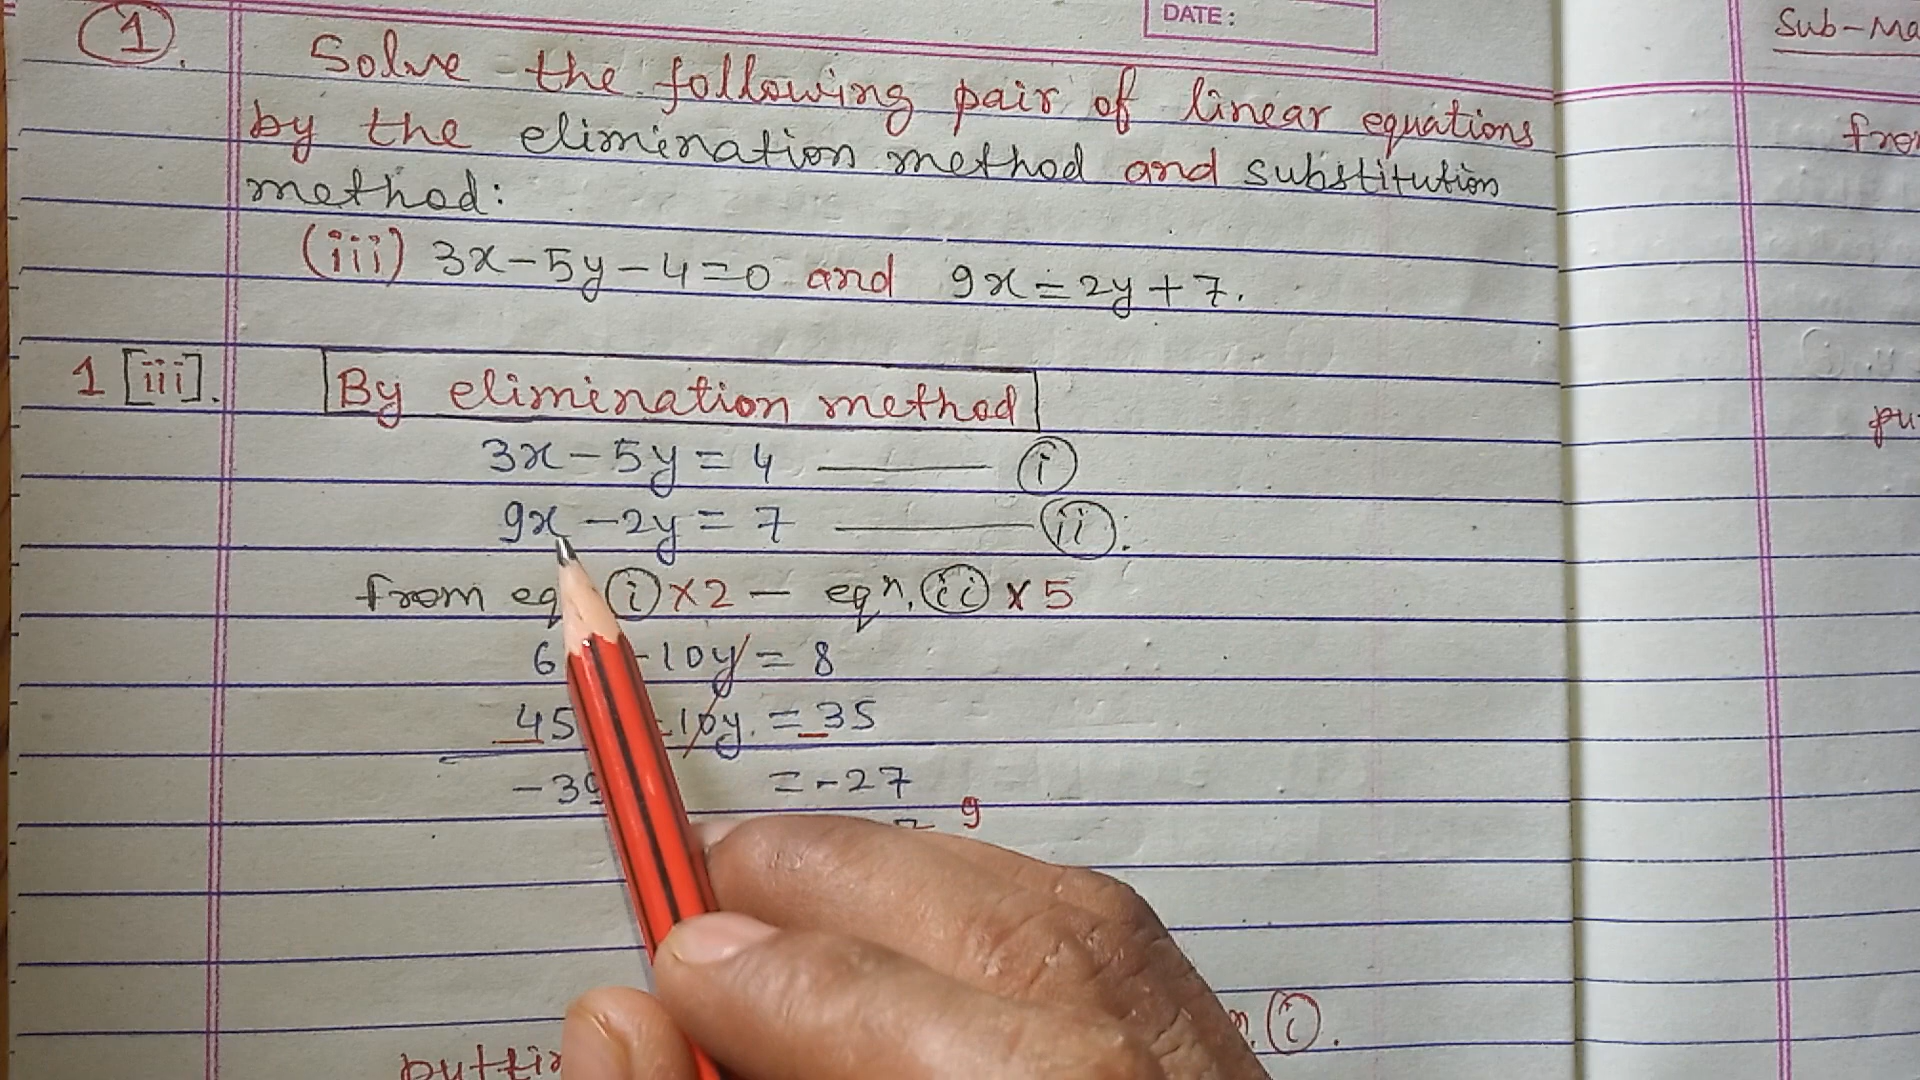 DATE:
Sub-Ma
1. Solve the following pair of linear equations
by the elimination method and substitution
method:
(iii) 3x-5y-4=0 and 9x=2y+7.
1 [iii]. By elimination method
3x-5y=4 ——— (i)
9x-2y=7 ——— (ii):
from eq (i) ×2 — eqn. (ii) × 5
6 -10y=8
45 -10y.=35
-39 =-27
9
(i).
puttin
fro
pu